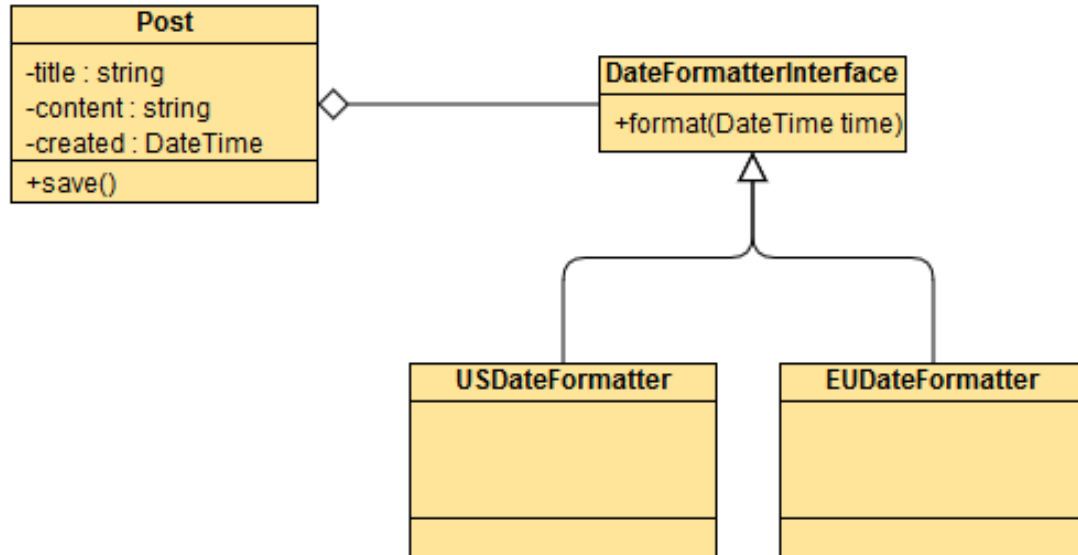 Post
-title : string
-content : string
-created : DateTime
+save()
DateFormatterInterface
+format(DateTime time)
USDateFormatter
EUDateFormatter